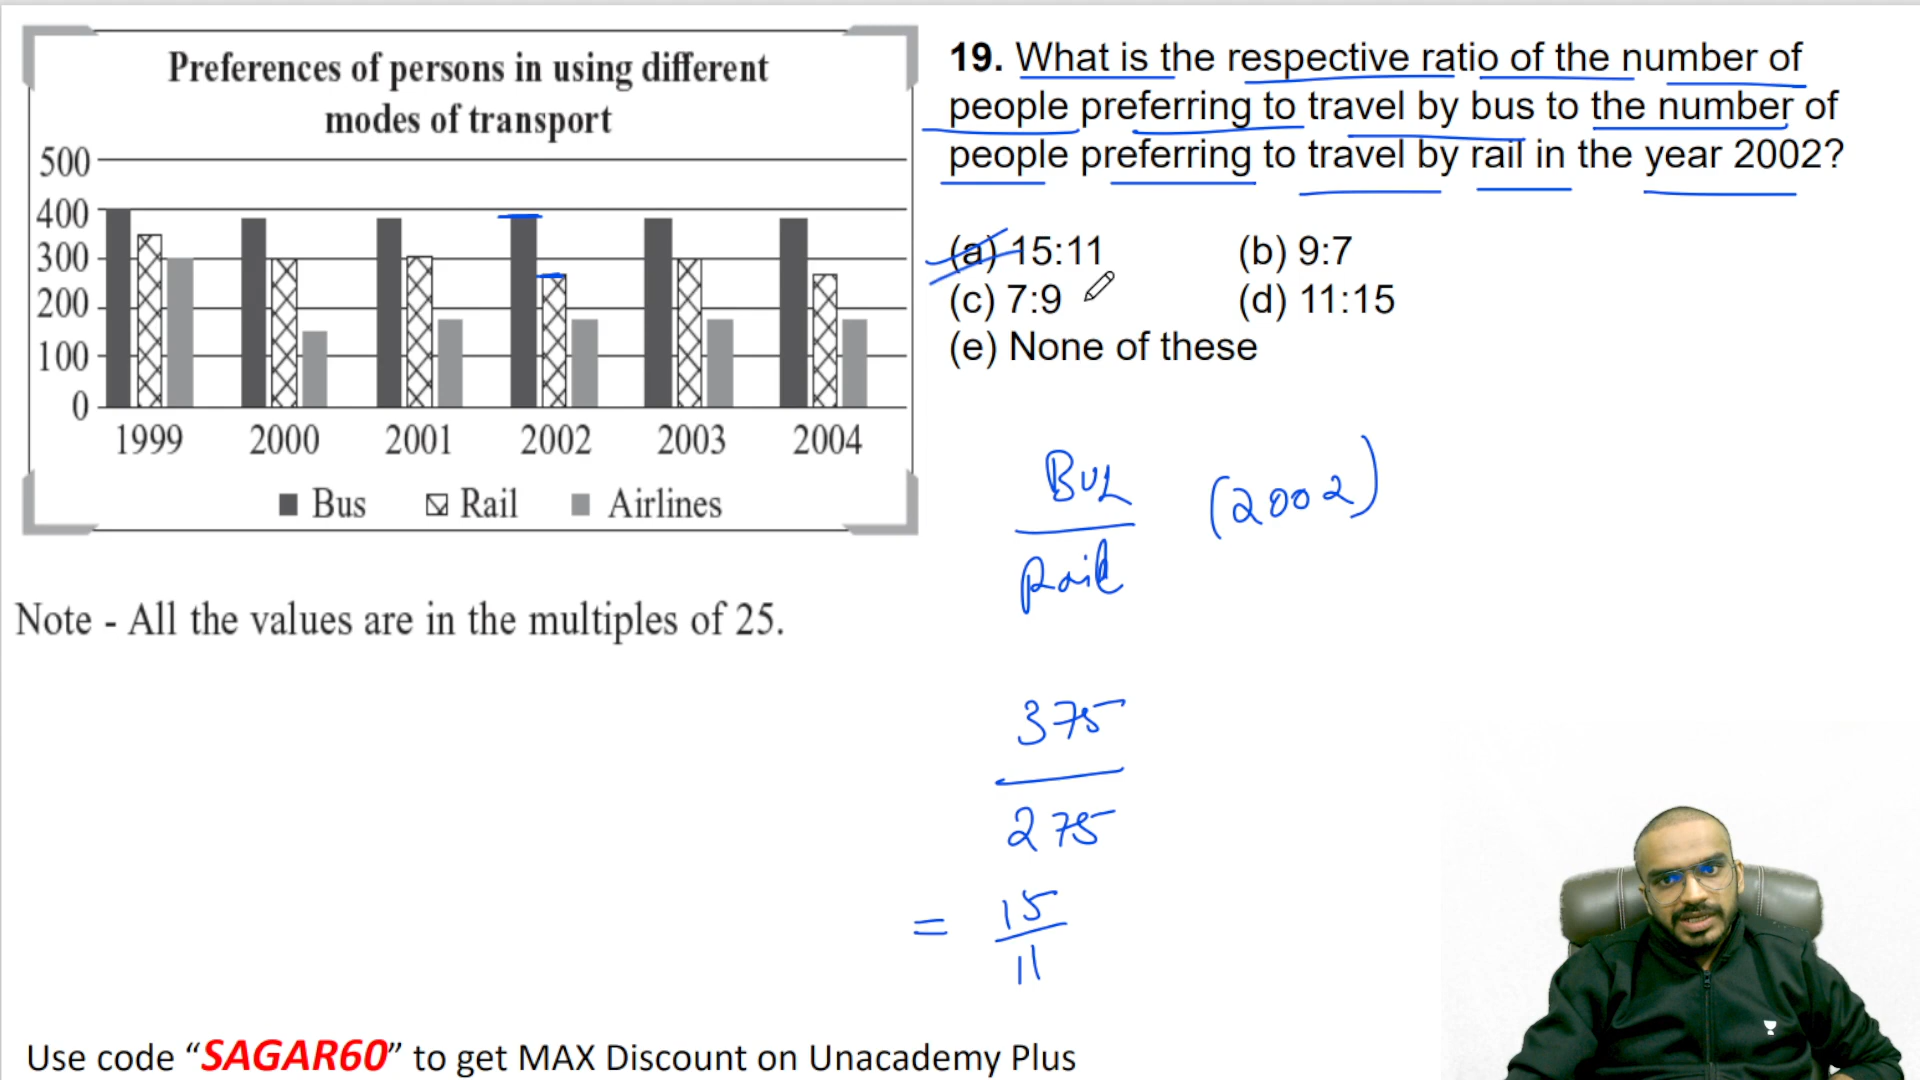 Preferences of persons in using different
modes of transport
500
400
300
200
100
0
1999 2000 2001 2002 2003 2004
Bus Rail Airlines
Note - All the values are in the multiples of 25.
19. What is the respective ratio of the number of
people preferring to travel by bus to the number of
people preferring to travel by rail in the year 2002?
(a) 15:11 (b) 9:7
(c) 7:9 (d) 11:15
(e) None of these
Bus (2002)
Rail
375
275
= 15
11
Use code “SAGAR60” to get MAX Discount on Unacademy Plus